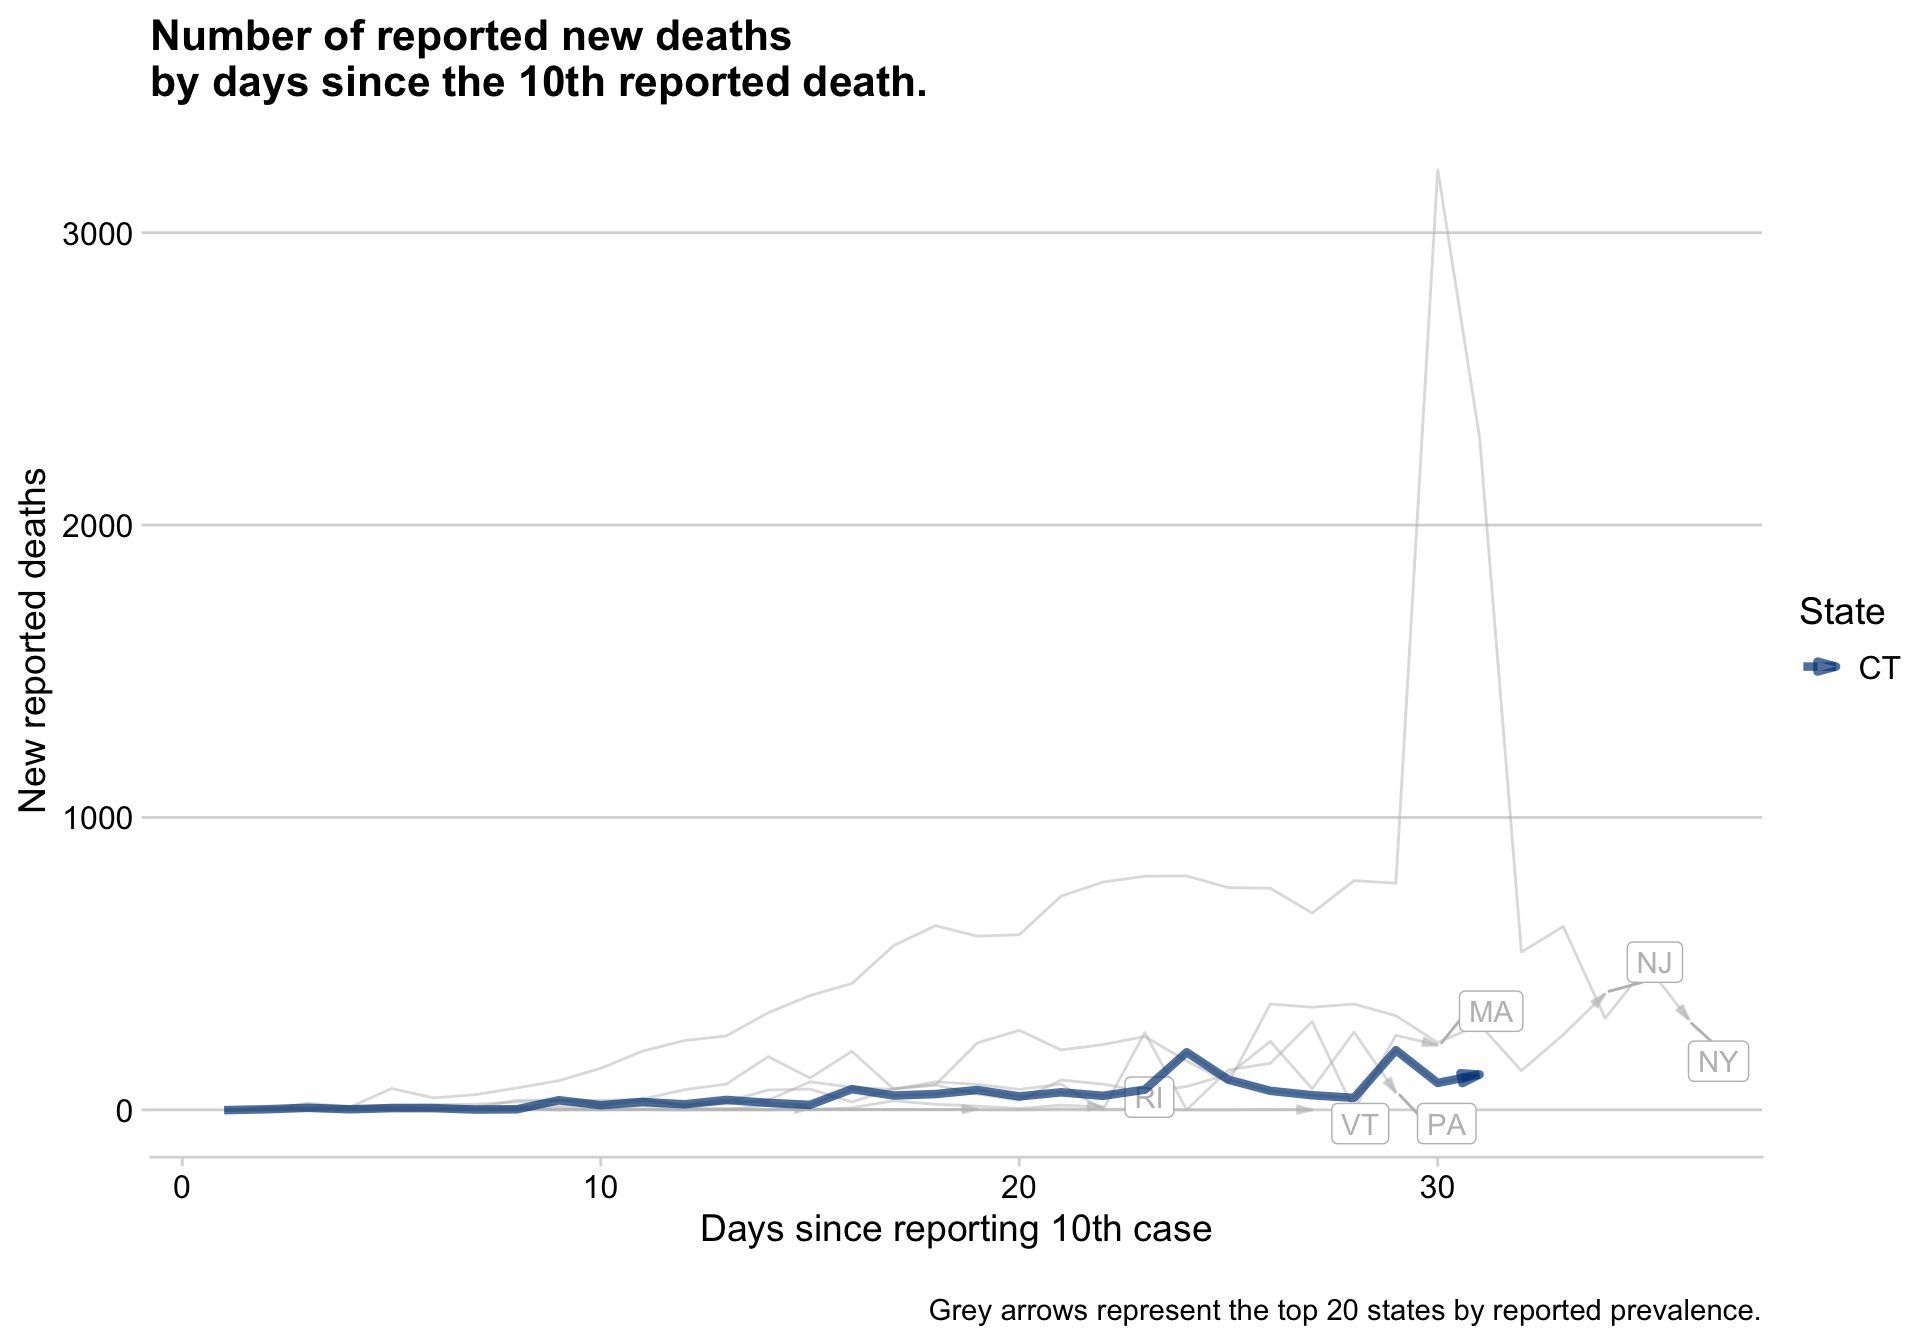 Number of reported new deaths
by days since the 10th reported death.
3000
2000
1000
0
New reported deaths
NJ
MA
NY
RI
VT
PA
0
10
20
30
Days since reporting 10th case
State
CT
Grey arrows represent the top 20 states by reported prevalence.